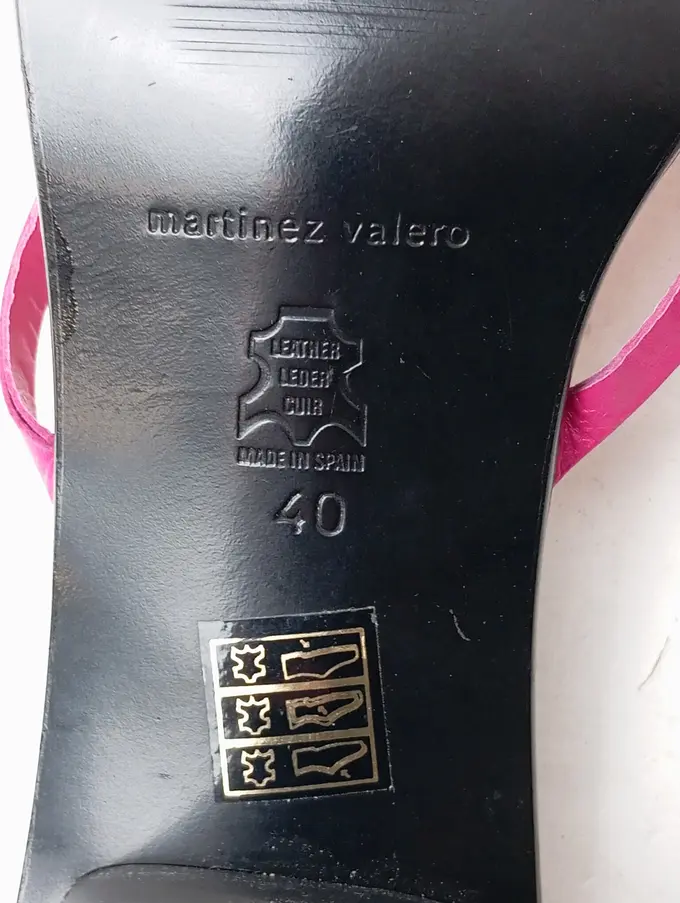 martinez valero
LEATHER
LEDER
CUIR
MADE IN SPAIN
40